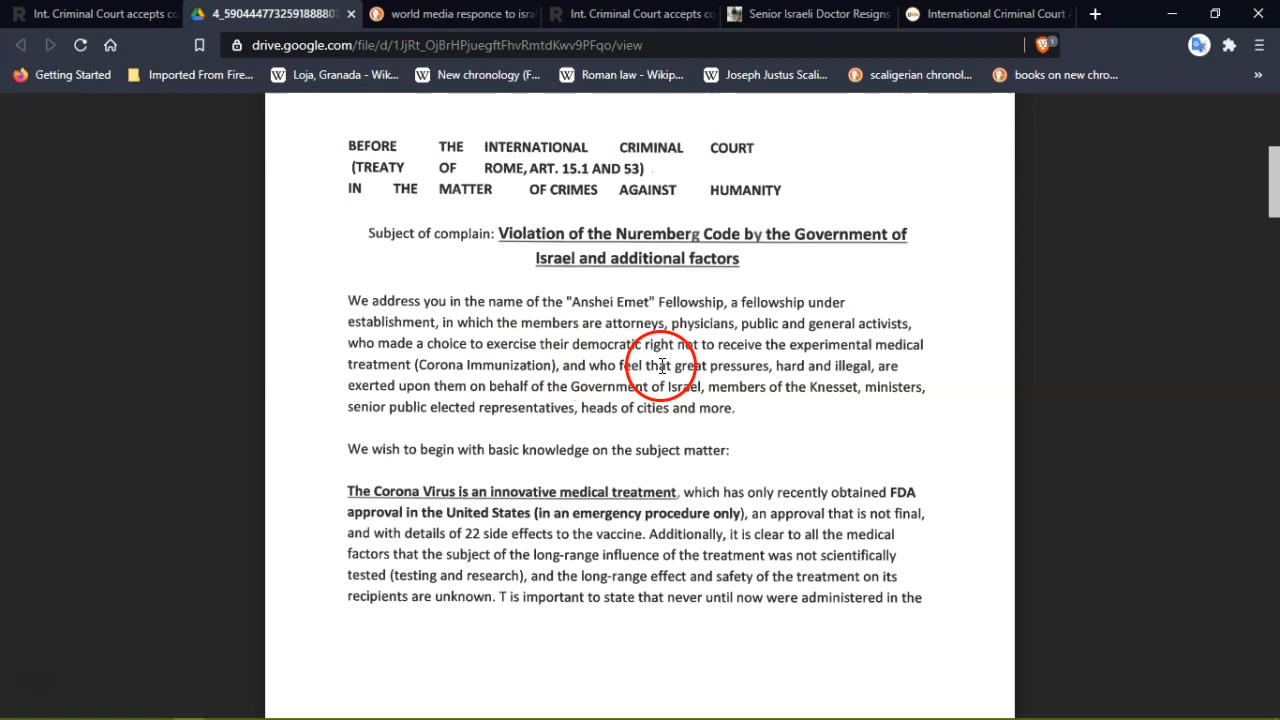 Int. Criminal Court accepts co
4_5904447732591888807
world media responce to isra
Int. Criminal Court accepts co
Senior Israeli Doctor Resigns
International Criminal Court A
drive.google.com/file/d/1JjRt_OjBrHPjuegftFhvRmtdKwv9PFqo/view
1
Getting Started
Imported From Fire...
Loja, Granada - Wik...
New chronology (F...
Roman law - Wikip...
Joseph Justus Scali...
scaligerian chronol...
books on new chro...
BEFORE THE INTERNATIONAL CRIMINAL COURT
(TREATY OF ROME, ART. 15.1 AND 53)
IN THE MATTER OF CRIMES AGAINST HUMANITY
Subject of complain: Violation of the Nuremberg Code by the Government of
Israel and additional factors
We address you in the name of the "Anshei Emet" Fellowship, a fellowship under
establishment, in which the members are attorneys, physicians, public and general activists,
who made a choice to exercise their democratic right not to receive the experimental medical
treatment (Corona Immunization), and who feel that great pressures, hard and illegal, are
exerted upon them on behalf of the Government of Israel, members of the Knesset, ministers,
senior public elected representatives, heads of cities and more.
We wish to begin with basic knowledge on the subject matter:
The Corona Virus is an innovative medical treatment, which has only recently obtained FDA
approval in the United States (in an emergency procedure only), an approval that is not final,
and with details of 22 side effects to the vaccine. Additionally, it is clear to all the medical
factors that the subject of the long-range influence of the treatment was not scientifically
tested (testing and research), and the long-range effect and safety of the treatment on its
recipients are unknown. T is important to state that never until now were administered in the